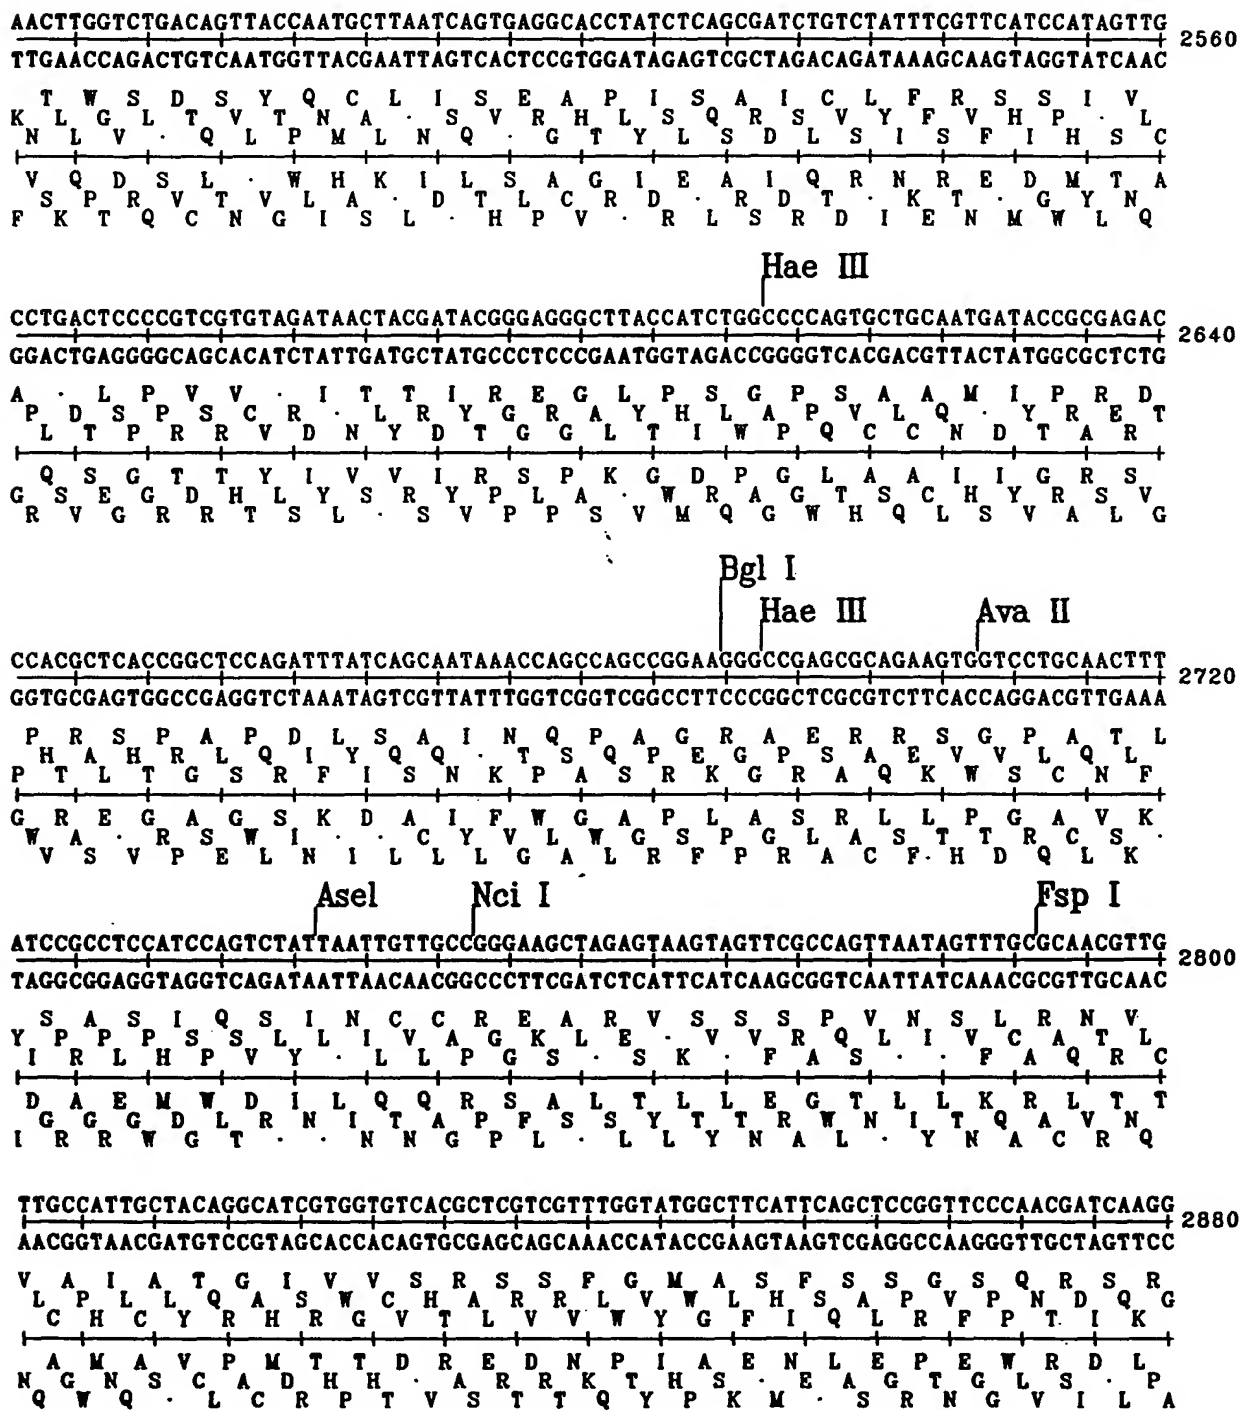 AACTTGGTCTGACAGTTACCAATGCTTAATCAGTGAGGCACCTATCTCAGCGATCTGTCTATTTCGTTCATCCATAGTTG
2560
TTGAACCAGACTGTCAATGGTTACGAATTAGTCACTCCGTGGATAGAGTCGCTAGACAGATAAAGCAAGTAGGTATCAAC
T W S D S Y Q C L I S E A P I S A I C L F R S S I V
K L G L T V T N A · S V R H L S Q R S V Y F V H P · L
N L V · Q L P M L N Q · G T Y L S D L S I S F I H S C
V Q D S L · W H K I L S A G I E A I Q R N R E D M T A
S P R V T V L A · D T L C R D · R D T · K T · G Y N
F K T Q C N G I S L · H P V · R L S R D I E N M W L Q
Hae III
CCTGACTCCCCGTCGTGTAGATAACTACGATACGGGAGGGCTTACCATCTGGCCCCAGTGCTGCAATGATACCGCGAGAC
2640
GGACTGAGGGGCAGCACATCTATTGATGCTATGCCCTCCCGAATGGTAGACCGGGGTCACGACGTTACTATGGCGCTCTG
A · L P V V · I T T I R E G L P S G P S A A M I P R D
P D S P S C R · L R Y G R A Y H L A P V L Q · Y R E T
L T P R R V D N Y D T G G L T I W P Q C C N D T A R
Q S G T T Y I V V I R S P K G D P G L A A I I G R S
G S E G D H L Y S R Y P L A · W R A G T S C H Y R S V
R V G R R T S L · S V P P S V M Q G W H Q L S V A L G
Bgl I
Hae III Ava II
CCACGCTCACCGGCTCCAGATTTATCAGCAATAAACCAGCCAGCCGGAAGGGCCGAGCGCAGAAGTGGTCCTGCAACTTT
2720
GGTGCGAGTGGCCGAGGTCTAAATAGTCGTTATTTGGTCGGTCGGCCTTCCCGGCTCGCGTCTTCACCAGGACGTTGAAA
P R S P A P D L S A I N Q P A G R A E R R S G P A T L
H A H R L Q I Y Q Q · T S Q P E G P S A E V V L Q L
P T L T G S R F I S N K P A S R K G R A Q K W S C N F
G R E G A G S K D A I F W G A P L A S R L L P G A V K
W A · R S W I · · C Y V L W G S P G L A S T T R C S ·
V S V P E L N I L L L G A L R F P R A C F · H D Q L K
AseI Nci I Fsp I
ATCCGCCTCCATCCAGTCTATTAATTGTTGCCGGGAAGCTAGAGTAAGTAGTTCGCCAGTTAATAGTTTGCGCAACGTTG
2800
TAGGCGGAGGTAGGTCAGATAATTAACAACGGCCCTTCGATCTCATTCATCAAGCGGTCAATTATCAAACGCGTTGCAAC
S A S I Q S I N C C R E A R V S S S P V N S L R N V
Y P P P S S L L I V A G K L E · V V R Q L I V C A T L
I R L H P V Y · L L P G S · S K · F A S · · F A Q R C
D A E M W D I L Q Q R S A L T L L E G T L L K R L T T
G G G D L R N I T A P F S S Y T T R W N I T Q A V N
I R R W G T · · N N G P L · L L Y N A L · Y N A C R Q
TTGCCATTGCTACAGGCATCGTGGTGTCACGCTCGTCGTTTGGTATGGCTTCATTCAGCTCCGGTTCCCAACGATCAAGG
2880
AACGGTAACGATGTCCGTAGCACCACAGTGCGAGCAGCAAACCATACCGAAGTAAGTCGAGGCCAAGGGTTGCTAGTTCC
V A I A T G I V V S R S S F G M A S F S S G S Q R S R
L P L L Q A S W C H A R R L V W L H S A P V P N D Q G
C H C Y R H R G V T L V V W Y G F I Q L R F P T I K
A M A V P M T T D R E D N P I A E N L E P E W R D L
N G N S C A D H H · A R R K T H S · E A G T G L S · P
Q W Q · L C R P T V S T T Q Y P K M · S R N G V I L A